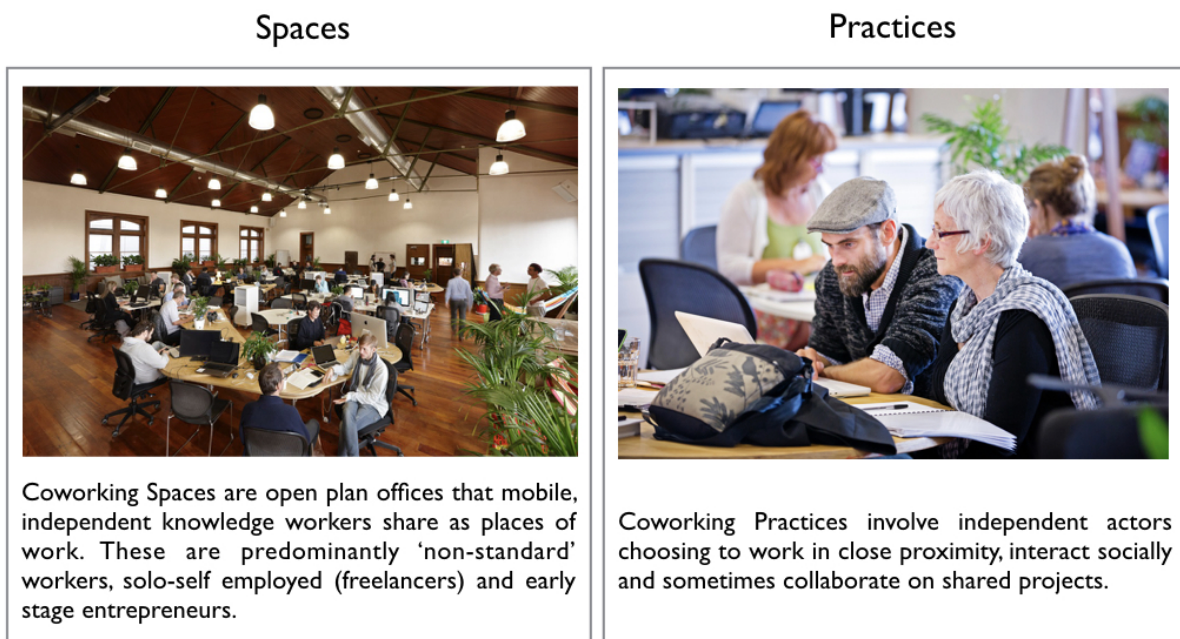 Spaces
Practices
Coworking Spaces are open plan offices that mobile,
independent knowledge workers share as places of
work. These are predominantly ‘non-standard’
workers, solo-self employed (freelancers) and early
stage entrepreneurs.
Coworking Practices involve independent actors
choosing to work in close proximity, interact socially
and sometimes collaborate on shared projects.